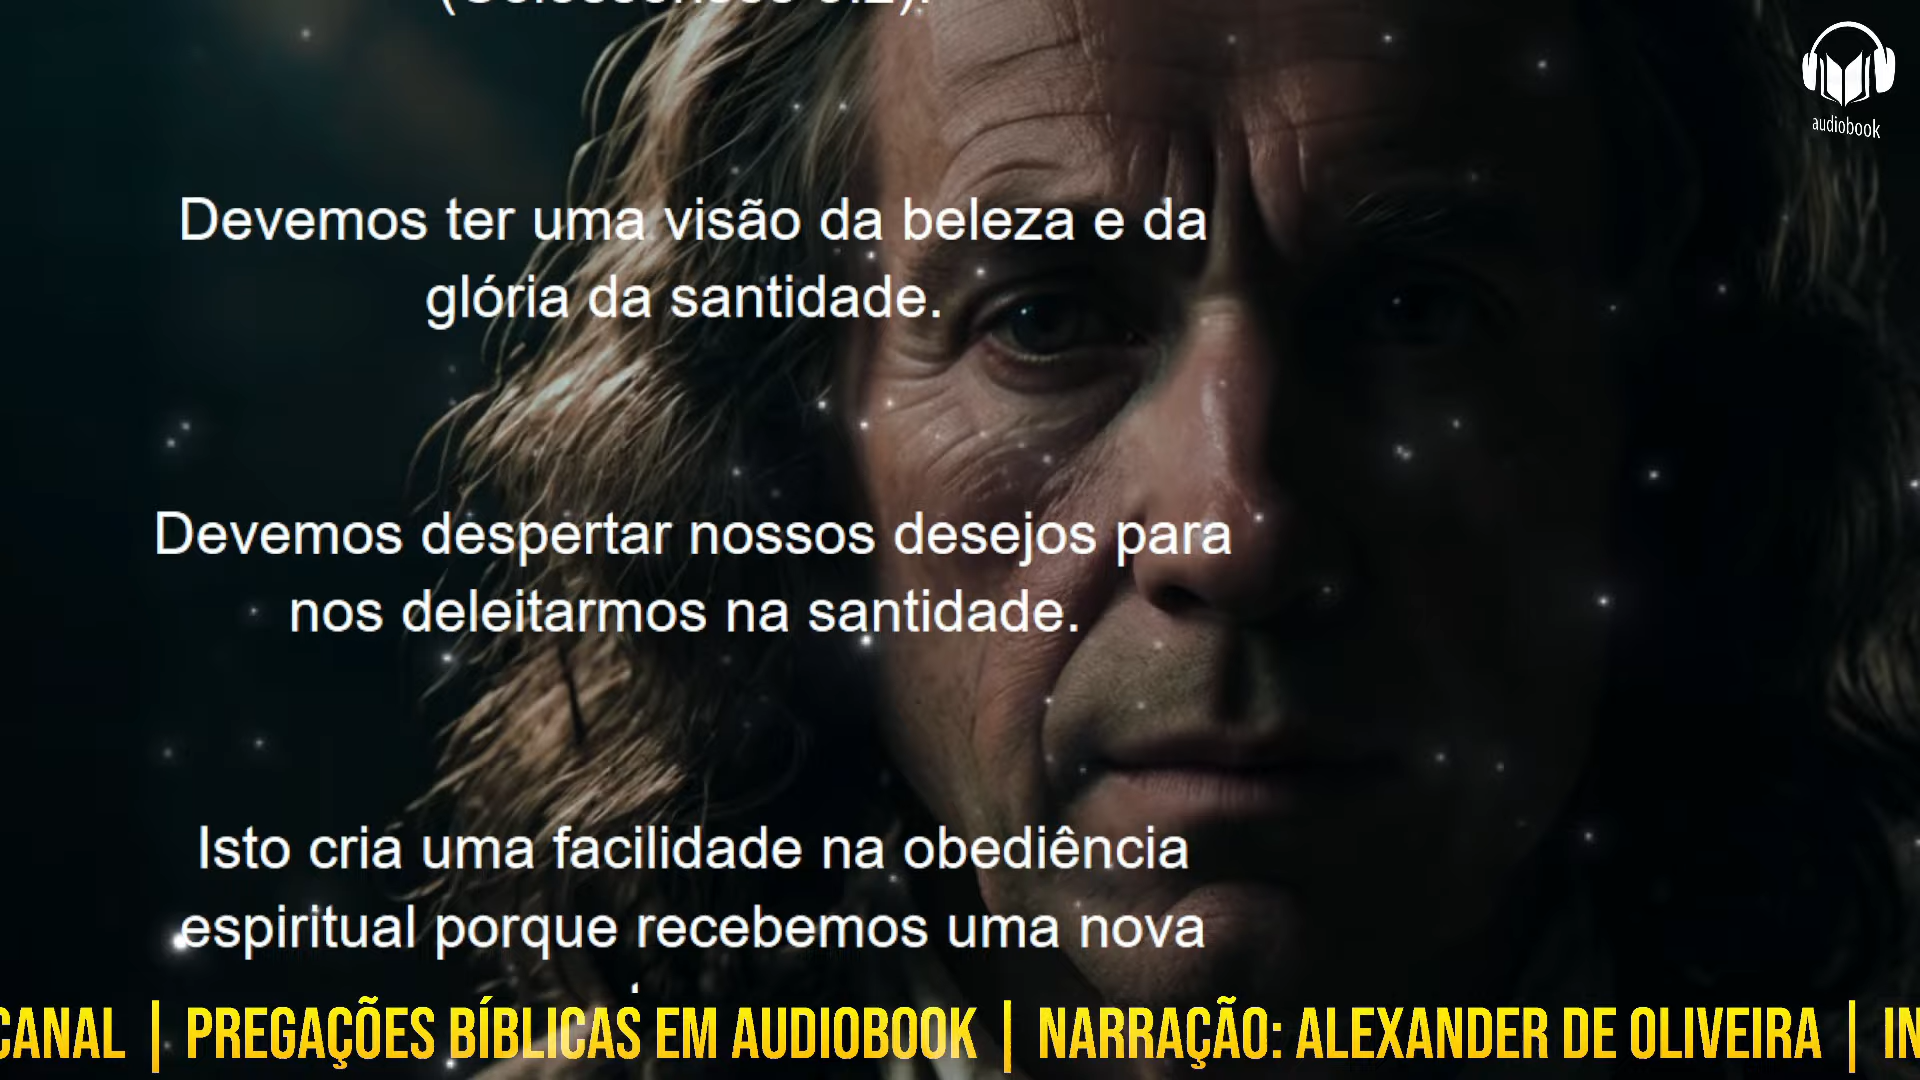 audiobook
Devemos ter uma visão da beleza e da
glória da santidade.
Devemos despertar nossos desejos para
nos deleitarmos na santidade.
Isto cria uma facilidade na obediência
espiritual porque recebemos uma nova
CANAL | PREGAÇÕES BÍBLICAS EM AUDIOBOOK | NARRAÇÃO: ALEXANDER DE OLIVEIRA |